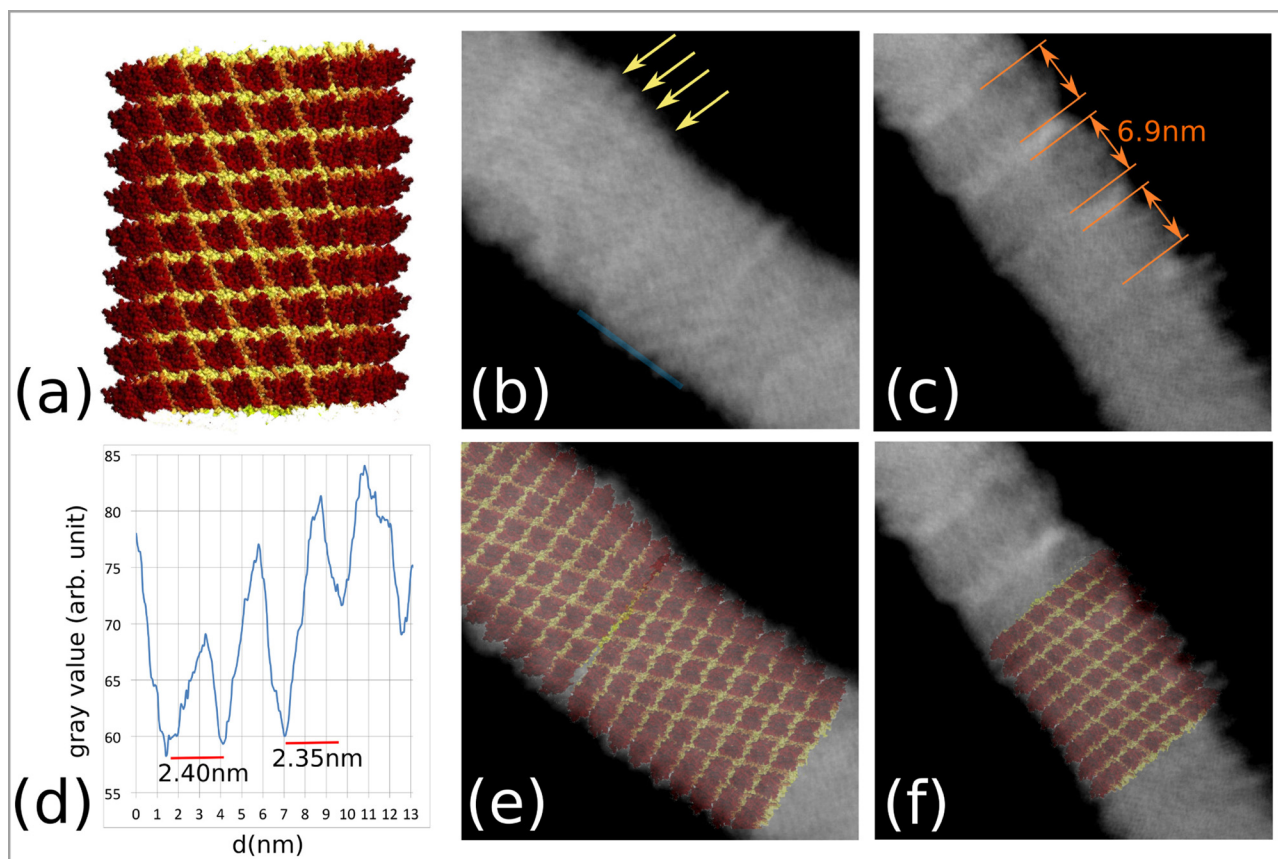 (a)
(b)
(c)
6.9nm
(d)
gray value (arb. unit)
85
80
75
70
65
60
55
2.40nm
2.35nm
0 1 2 3 4 5 6 7 8 9 10 11 12 13
d(nm)
(e)
(f)